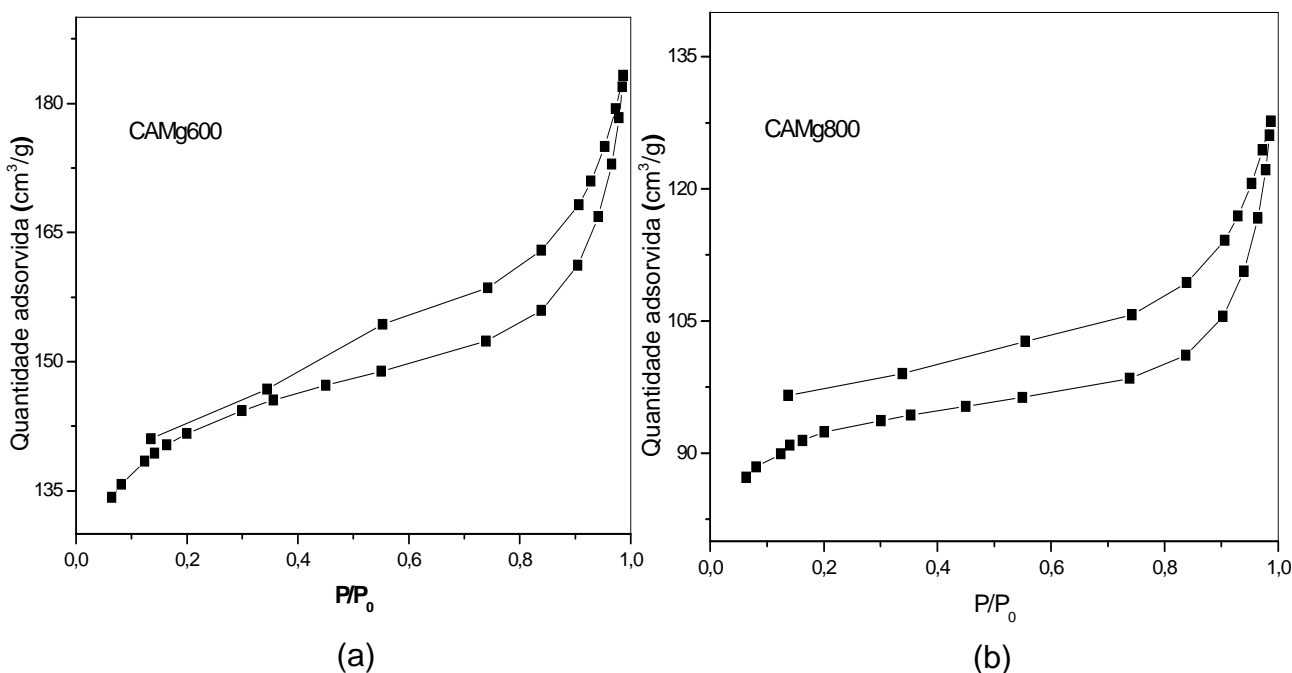 CAMg600
Quantidade adsorvida (cm³/g)
180
165
150
135
0,0 0,2 0,4 0,6 0,8 1,0
P/P₀
(a)
CAMg800
Quantidade adsorvida (cm³/g)
135
120
105
90
0,0 0,2 0,4 0,6 0,8 1,0
P/P₀
(b)